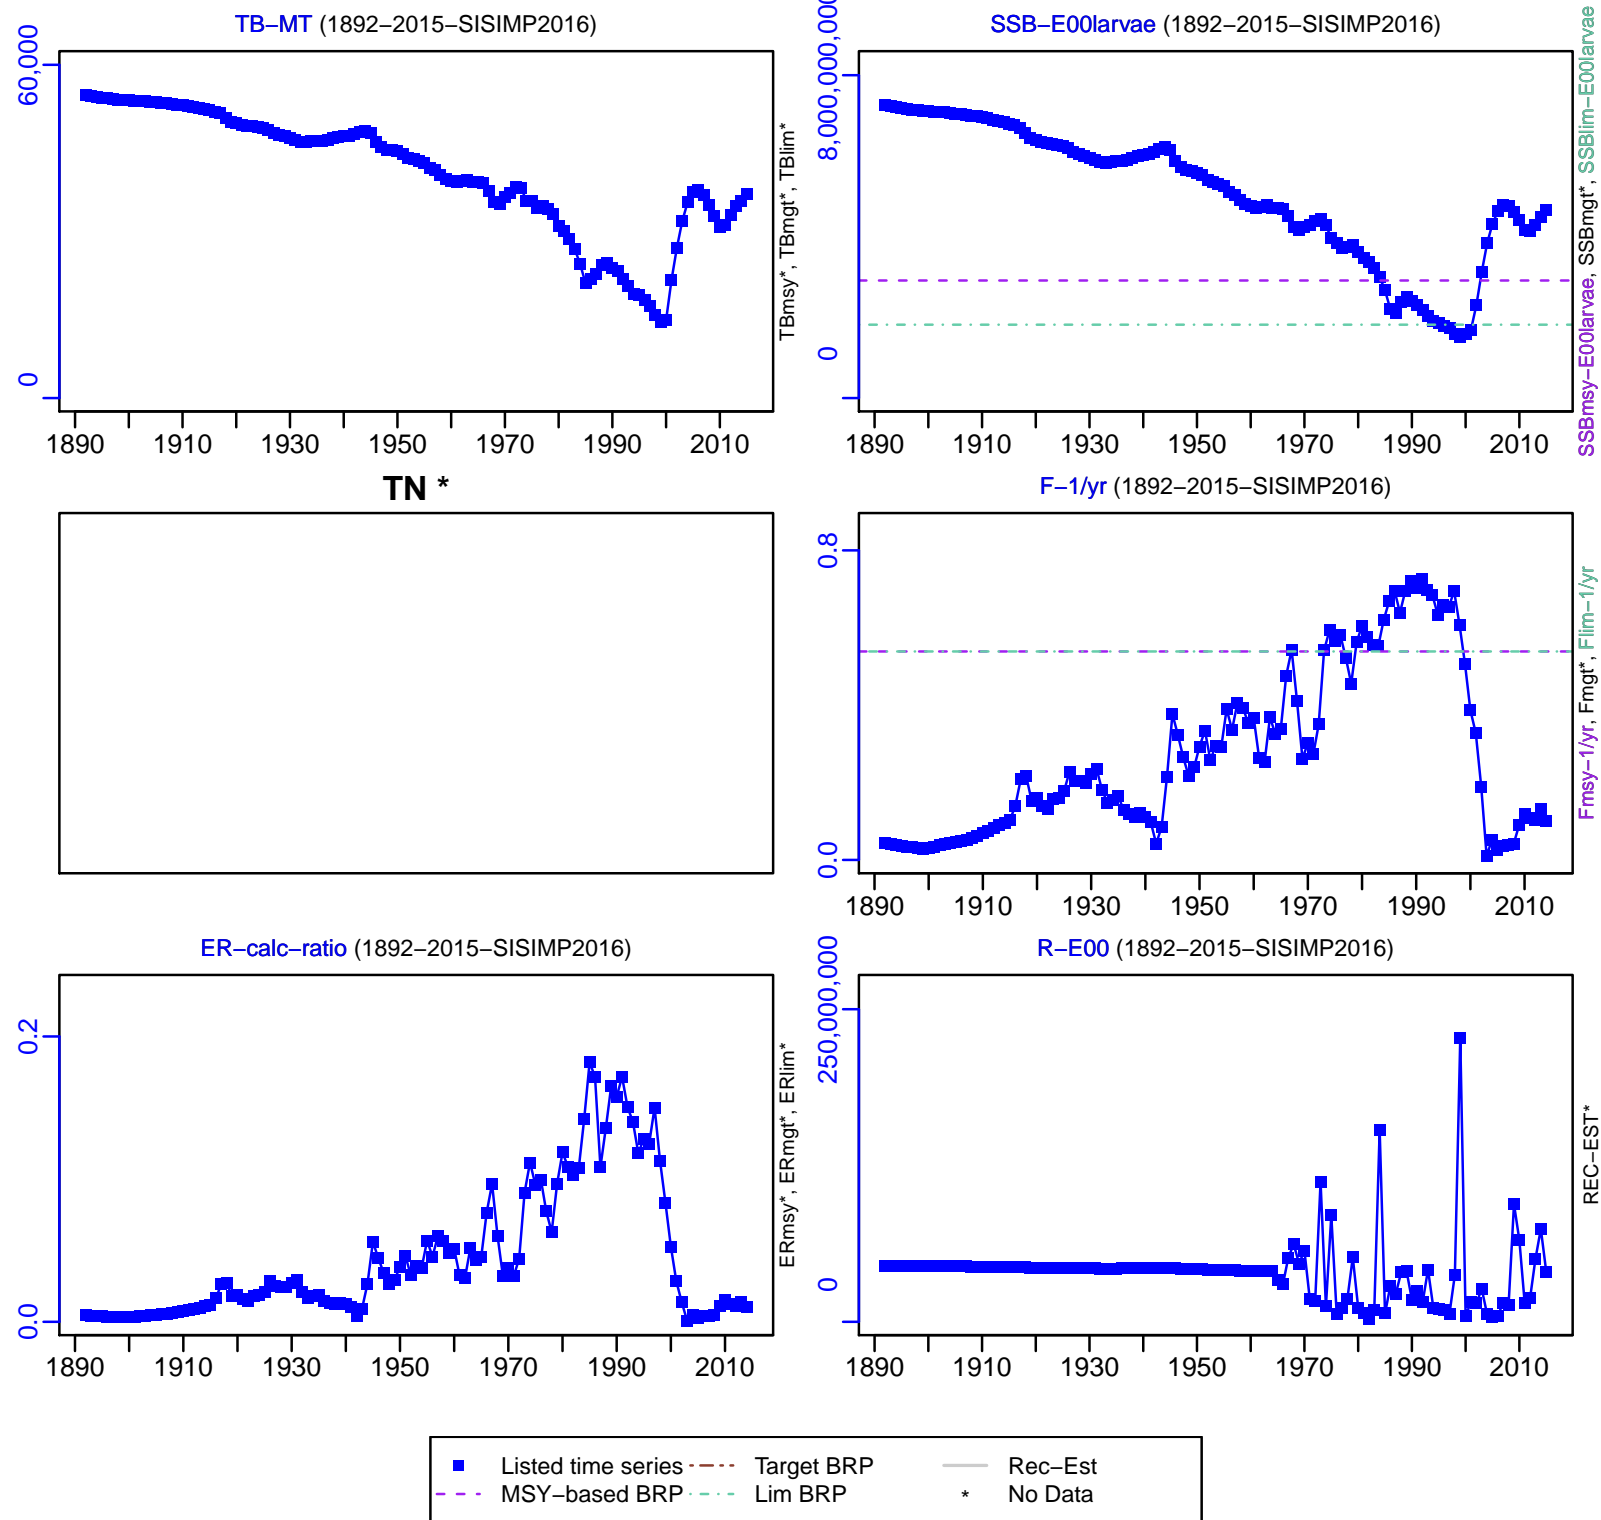 TB−MT (1892−2015−SISIMP2016)
60,000
0
TBmsy*, TBmgt*, TBlim*
1890 1910 1930 1950 1970 1990 2010
SSB−E00larvae (1892−2015−SISIMP2016)
8,000,000
0
SSBmsy−E00larvae, SSBmgt*, SSBlim−E00larvae
1890 1910 1930 1950 1970 1990 2010
TN *
F−1/yr (1892−2015−SISIMP2016)
0.8
0.0
Fmsy−1/yr, Fmgt*, Flim−1/yr
1890 1910 1930 1950 1970 1990 2010
ER−calc−ratio (1892−2015−SISIMP2016)
0.2
0.0
ERmsy*, ERmgt*, ERlim*
1890 1910 1930 1950 1970 1990 2010
R−E00 (1892−2015−SISIMP2016)
250,000,000
0
REC−EST*
1890 1910 1930 1950 1970 1990 2010
Listed time series Target BRP Rec−Est
MSY−based BRP Lim BRP * No Data